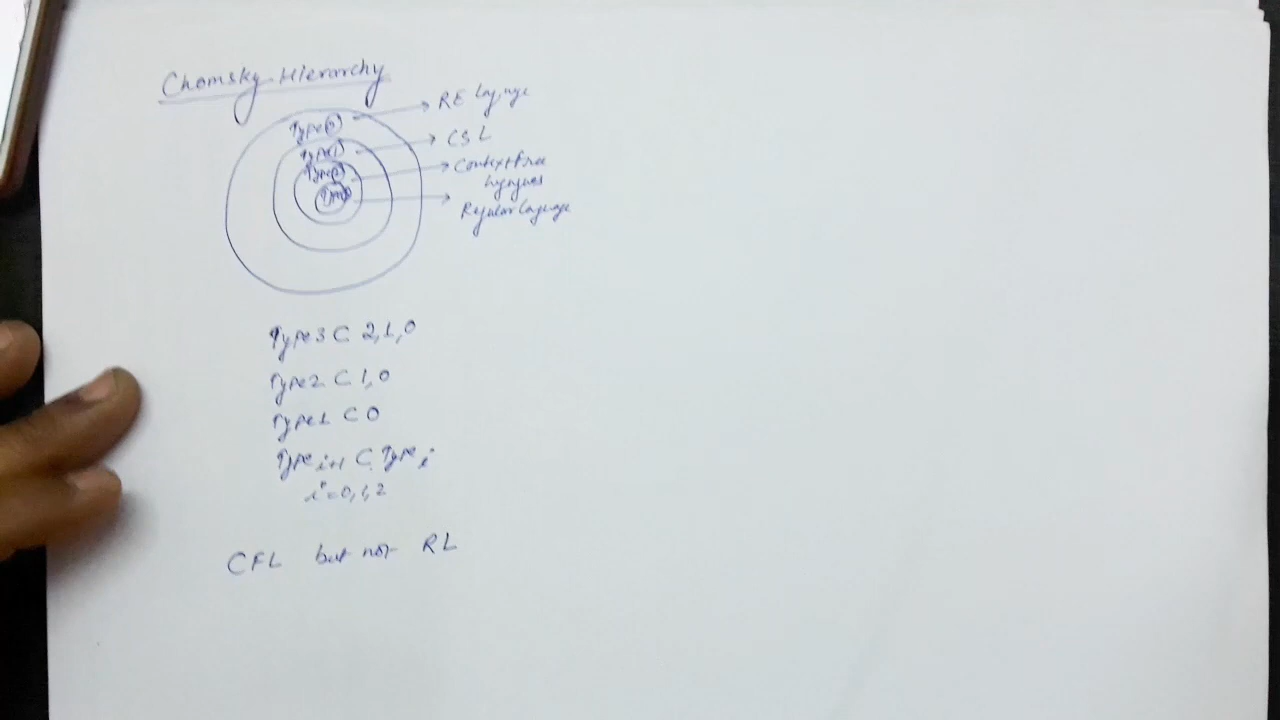 Chomsky Hierarchy
Type 0
RE Language
Type 1
CSL
Type 2
Context Free
Languages
Type 3
Regular Language
Type 3 ⊂ 2,1,0
Type 2 ⊂ 1,0
Type 1 ⊂ 0
Type i+1 ⊂ Type i
i=0,1,2
CFL but not RL